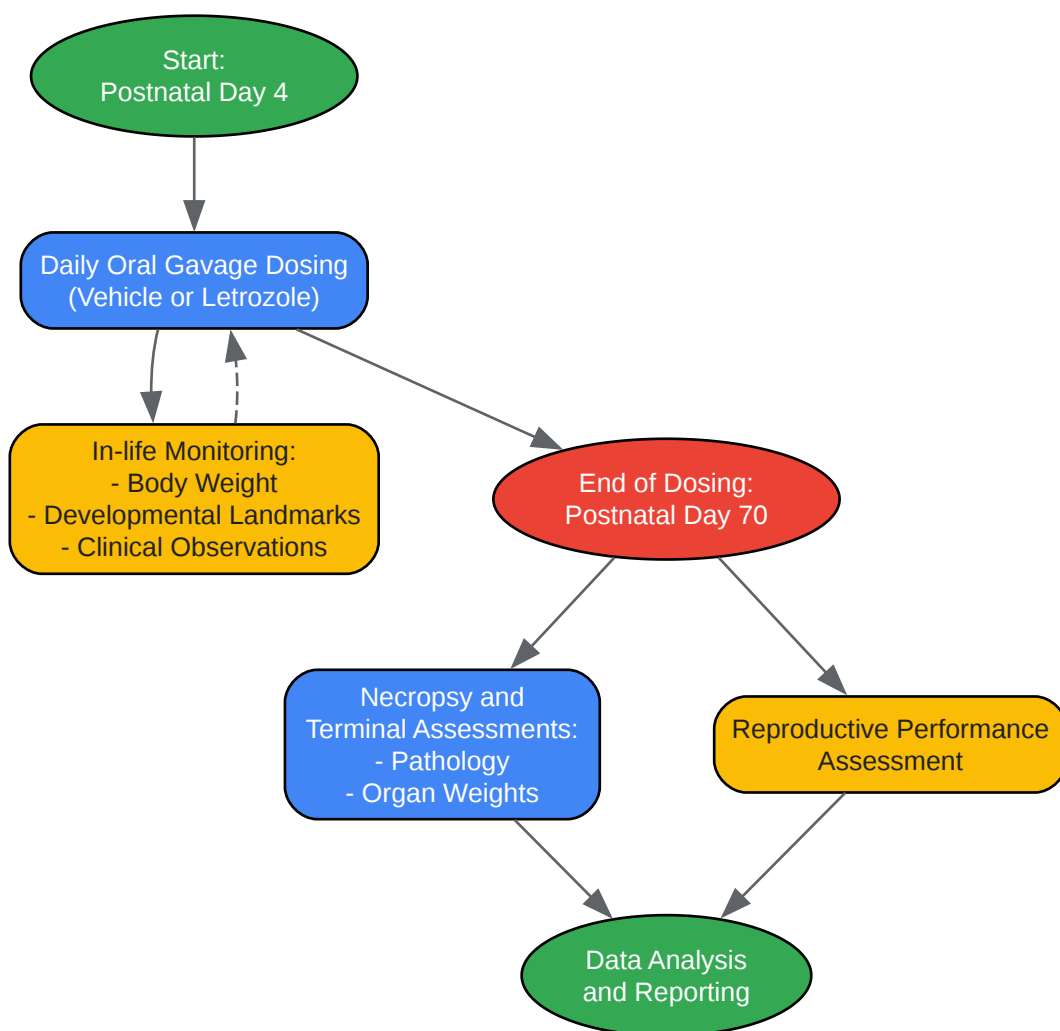 Start:
Postnatal Day 4
Daily Oral Gavage Dosing
(Vehicle or Letrozole)
In-life Monitoring:
- Body Weight
- Developmental Landmarks
- Clinical Observations
End of Dosing:
Postnatal Day 70
Necropsy and
Terminal Assessments:
- Pathology
- Organ Weights
Reproductive Performance
Assessment
Data Analysis
and Reporting